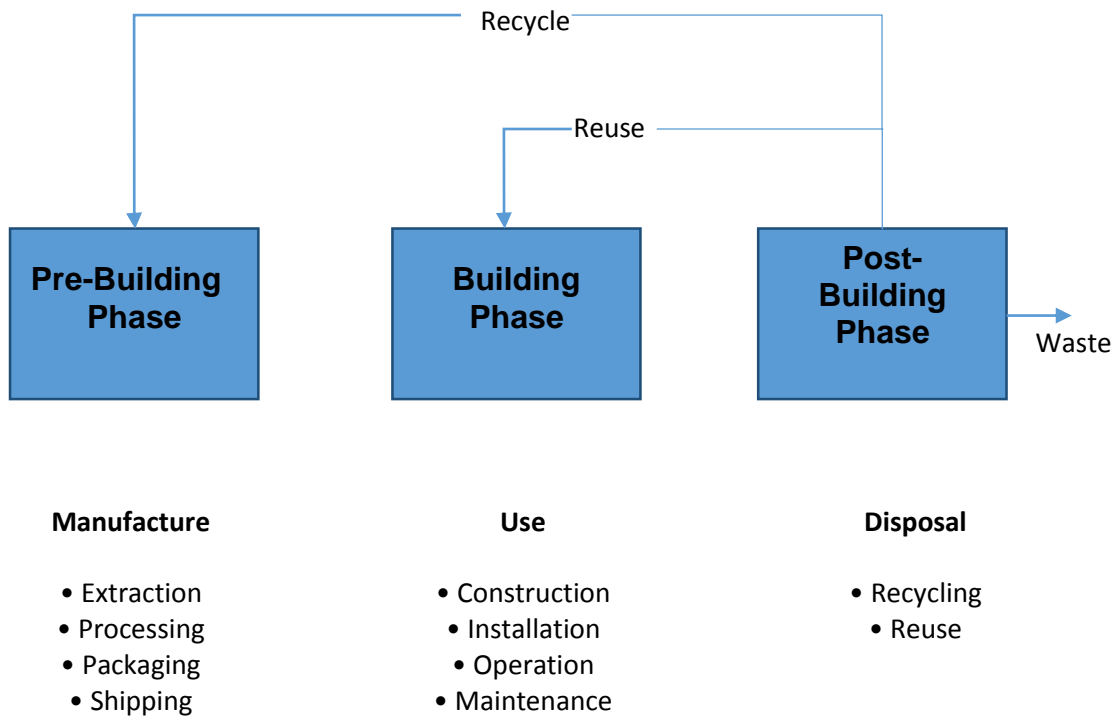 Recycle
Reuse
Pre-Building
Phase
Building
Phase
Post-
Building
Phase
Waste
Manufacture
• Extraction
• Processing
• Packaging
• Shipping
Use
• Construction
• Installation
• Operation
• Maintenance
Disposal
• Recycling
• Reuse